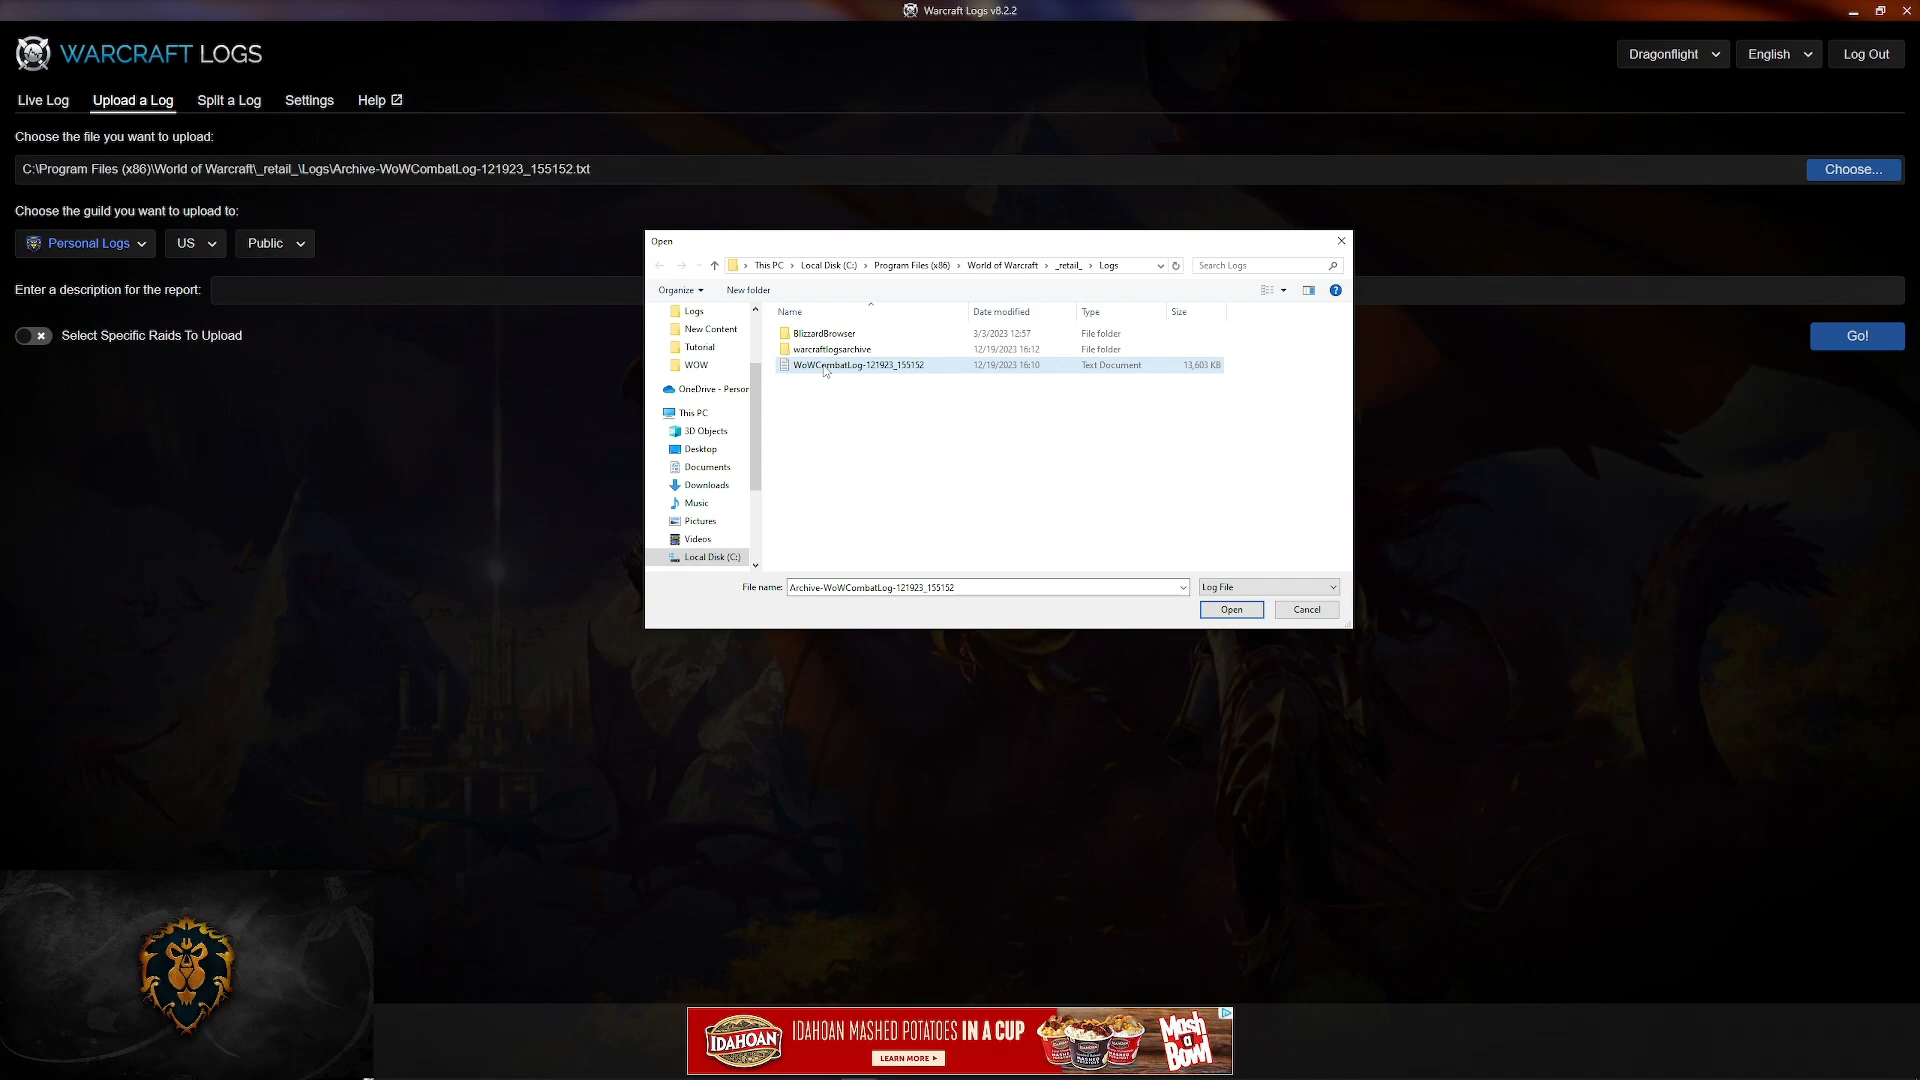 Warcraft Logs v8.2.2
WARCRAFT LOGS
Dragonflight
English
Log Out
Live Log
Upload a Log
Split a Log
Settings
Help
Choose the file you want to upload:
C:\Program Files (x86)\World of Warcraft\_retail_\Logs\Archive-WoWCombatLog-121923_155152.txt
Choose...
Choose the guild you want to upload to:
Personal Logs
US
Public
Enter a description for the report:
Select Specific Raids To Upload
Go!
Open
This PC > Local Disk (C:) > Program Files (x86) > World of Warcraft > _retail_ > Logs
Search Logs
Organize
New folder
Logs
New Content
Tutorial
WOW
OneDrive - Person
This PC
3D Objects
Desktop
Documents
Downloads
Music
Pictures
Videos
Local Disk (C:)
Name Date modified Type Size
BlizzardBrowser 3/3/2023 12:57 File folder
warcraftlogsarchive 12/19/2023 16:12 File folder
WoWCombatLog-121923_155152 12/19/2023 16:10 Text Document 13,603 KB
File name: Archive-WoWCombatLog-121923_155152
Log File
Open
Cancel
IDAHOAN
IDAHOAN MASHED POTATOES IN A CUP
LEARN MORE
Mash a Bowl